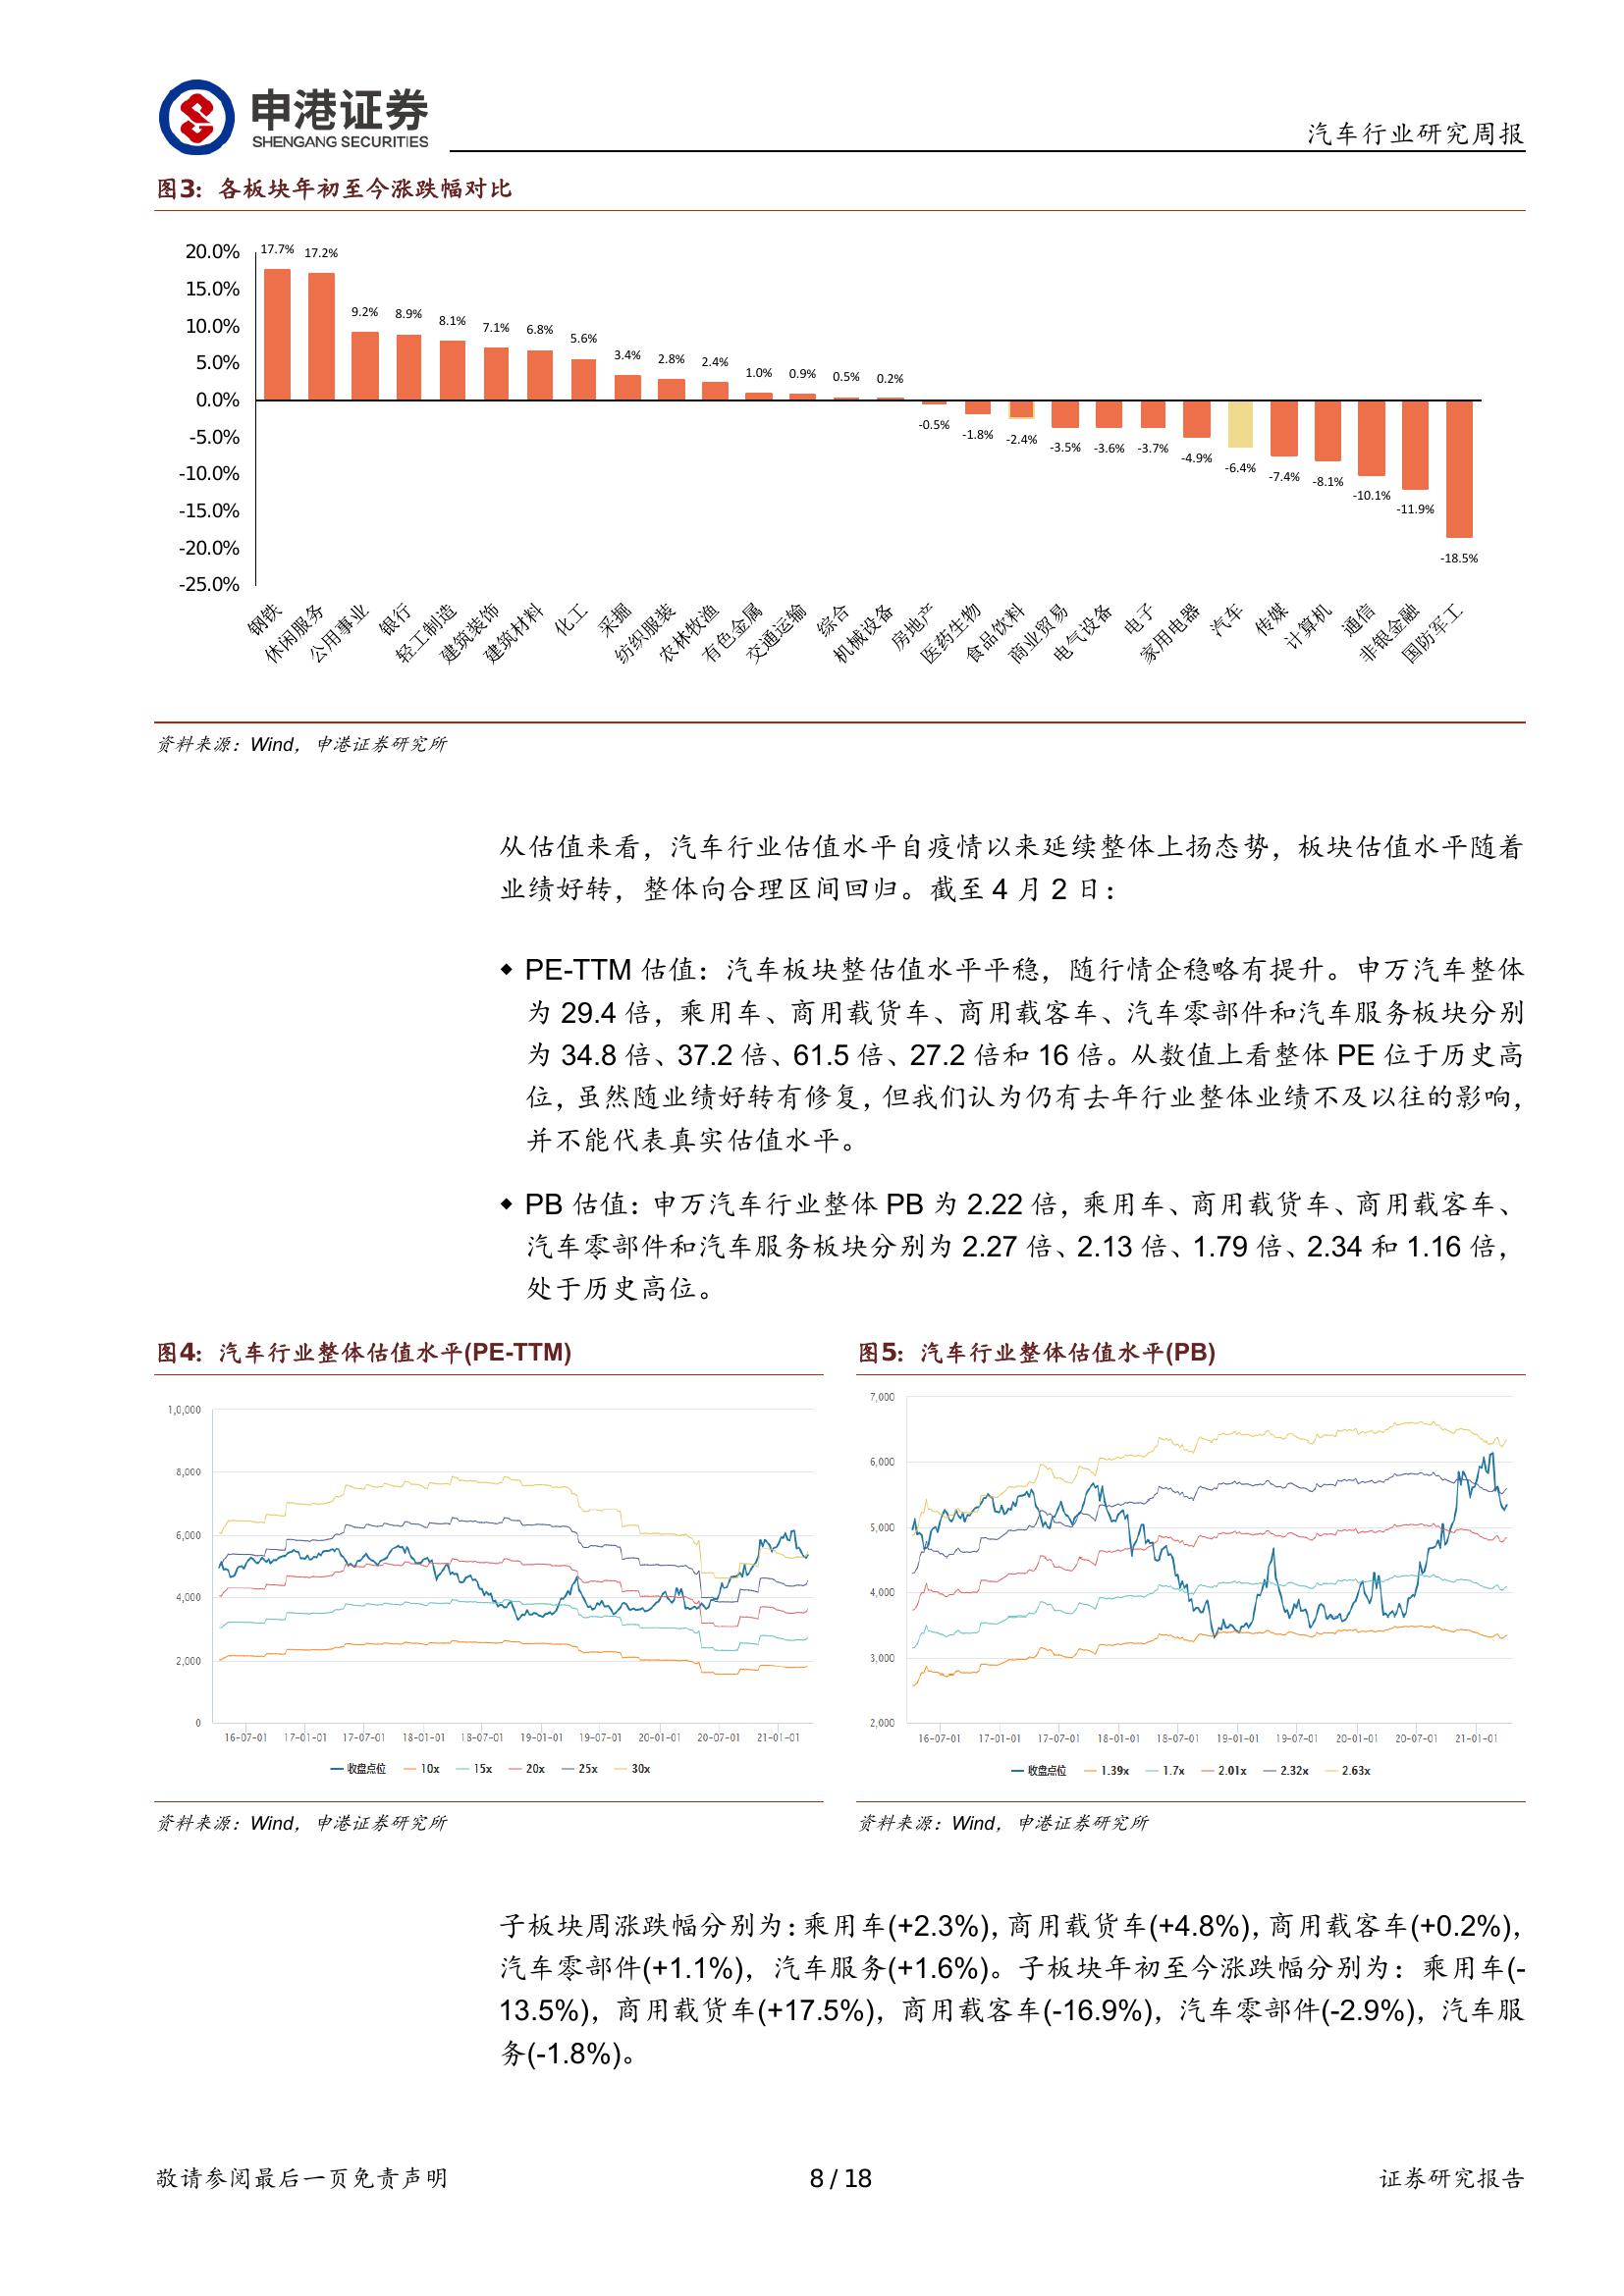 申港证券
SHENGANG SECURITIES
汽车行业研究周报
图3：各板块年初至今涨跌幅对比
20.0%
15.0%
10.0%
5.0%
0.0%
-5.0%
-10.0%
-15.0%
-20.0%
-25.0%
17.7% 17.2% 9.2% 8.9% 8.1% 7.1% 6.8% 5.6% 3.4% 2.8% 2.4% 1.0% 0.9% 0.5% 0.2% -0.5% -1.8% -2.4% -3.5% -3.6% -3.7% -4.9% -6.4% -7.4% -8.1% -10.1% -11.9% -18.5%
钢铁 休闲服务 公用事业 银行 轻工制造 建筑装饰 建筑材料 化工 采掘 纺织服装 农林牧渔 有色金属 交通运输 综合 机械设备 房地产 医药生物 食品饮料 商业贸易 电气设备 电子 家用电器 汽车 传媒 计算机 通信 非银金融 国防军工
资料来源：Wind，申港证券研究所
从估值来看，汽车行业估值水平自疫情以来延续整体上扬态势，板块估值水平随着
业绩好转，整体向合理区间回归。截至 4 月 2 日：
◆ PE-TTM 估值：汽车板块整估值水平平稳，随行情企稳略有提升。申万汽车整体
为 29.4 倍，乘用车、商用载货车、商用载客车、汽车零部件和汽车服务板块分别
为 34.8 倍、37.2 倍、61.5 倍、27.2 倍和 16 倍。从数值上看整体 PE 位于历史高
位，虽然随业绩好转有修复，但我们认为仍有去年行业整体业绩不及以往的影响，
并不能代表真实估值水平。
◆ PB 估值：申万汽车行业整体 PB 为 2.22 倍，乘用车、商用载货车、商用载客车、
汽车零部件和汽车服务板块分别为 2.27 倍、2.13 倍、1.79 倍、2.34 和 1.16 倍，
处于历史高位。
图4：汽车行业整体估值水平(PE-TTM)
1,0,000
8,000
6,000
4,000
2,000
0
16-07-01 17-01-01 17-07-01 18-01-01 18-07-01 19-01-01 19-07-01 20-01-01 20-07-01 21-01-01
收盘点位 10x 15x 20x 25x 30x
资料来源：Wind，申港证券研究所
图5：汽车行业整体估值水平(PB)
7,000
6,000
5,000
4,000
3,000
2,000
16-07-01 17-01-01 17-07-01 18-01-01 18-07-01 19-01-01 19-07-01 20-01-01 20-07-01 21-01-01
收盘点位 1.39x 1.7x 2.01x 2.32x 2.63x
资料来源：Wind，申港证券研究所
子板块周涨跌幅分别为：乘用车(+2.3%)，商用载货车(+4.8%)，商用载客车(+0.2%)，
汽车零部件(+1.1%)，汽车服务(+1.6%)。子板块年初至今涨跌幅分别为：乘用车(-
13.5%)，商用载货车(+17.5%)，商用载客车(-16.9%)，汽车零部件(-2.9%)，汽车服
务(-1.8%)。
敬请参阅最后一页免责声明
8 / 18
证券研究报告